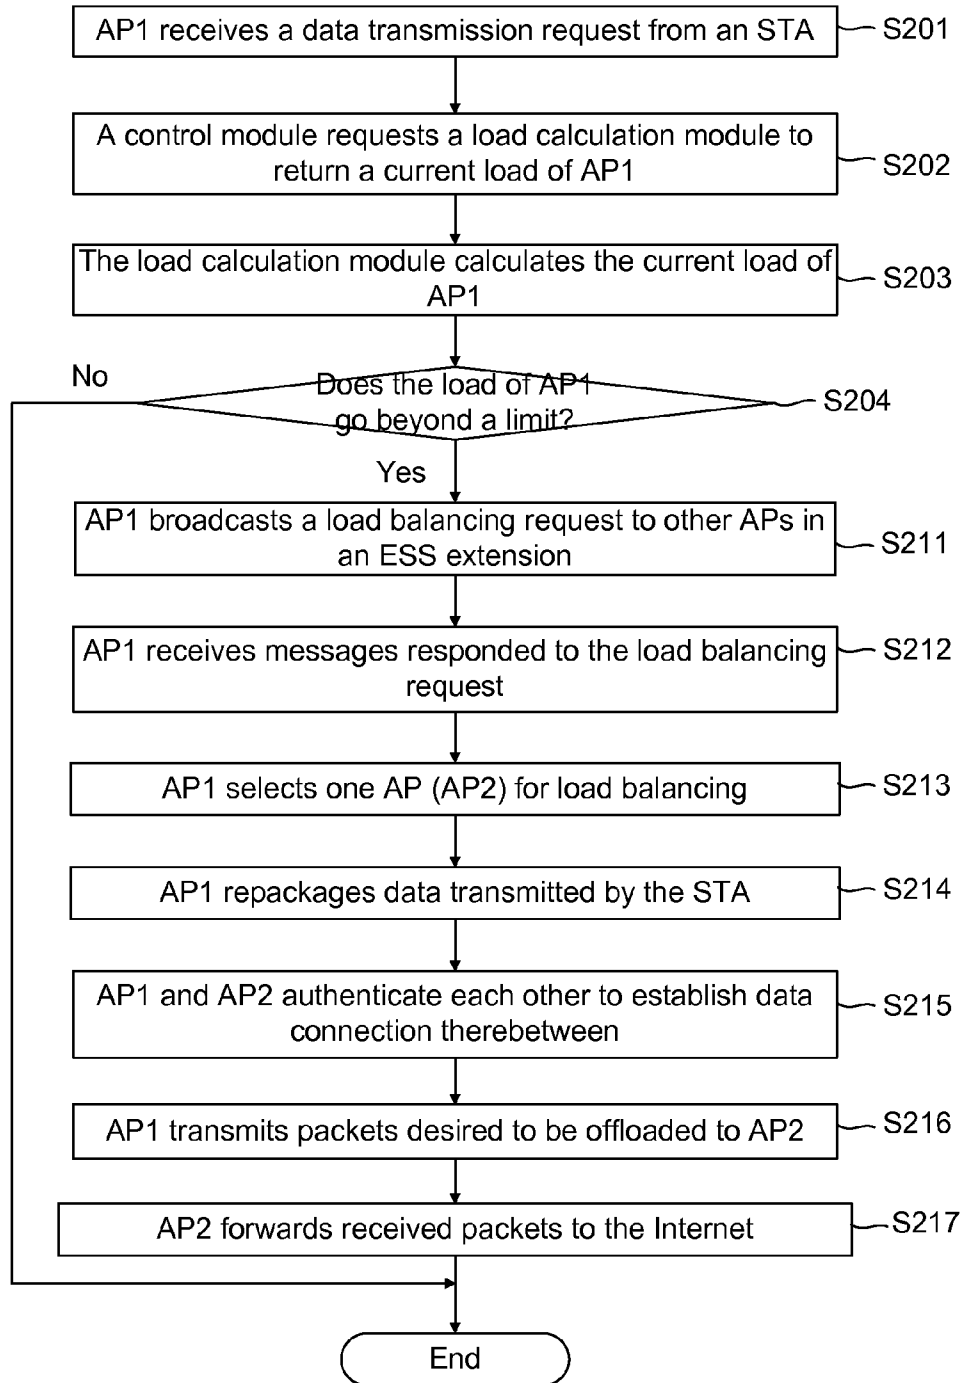 AP1 receives a data transmission request from an STA
S201
A control module requests a load calculation module to
return a current load of AP1
S202
The load calculation module calculates the current load of
AP1
S203
No
Does the load of AP1
go beyond a limit?
S204
Yes
AP1 broadcasts a load balancing request to other APs in
an ESS extension
S211
AP1 receives messages responded to the load balancing
request
S212
AP1 selects one AP (AP2) for load balancing
S213
AP1 repackages data transmitted by the STA
S214
AP1 and AP2 authenticate each other to establish data
connection therebetween
S215
AP1 transmits packets desired to be offloaded to AP2
S216
AP2 forwards received packets to the Internet
S217
End